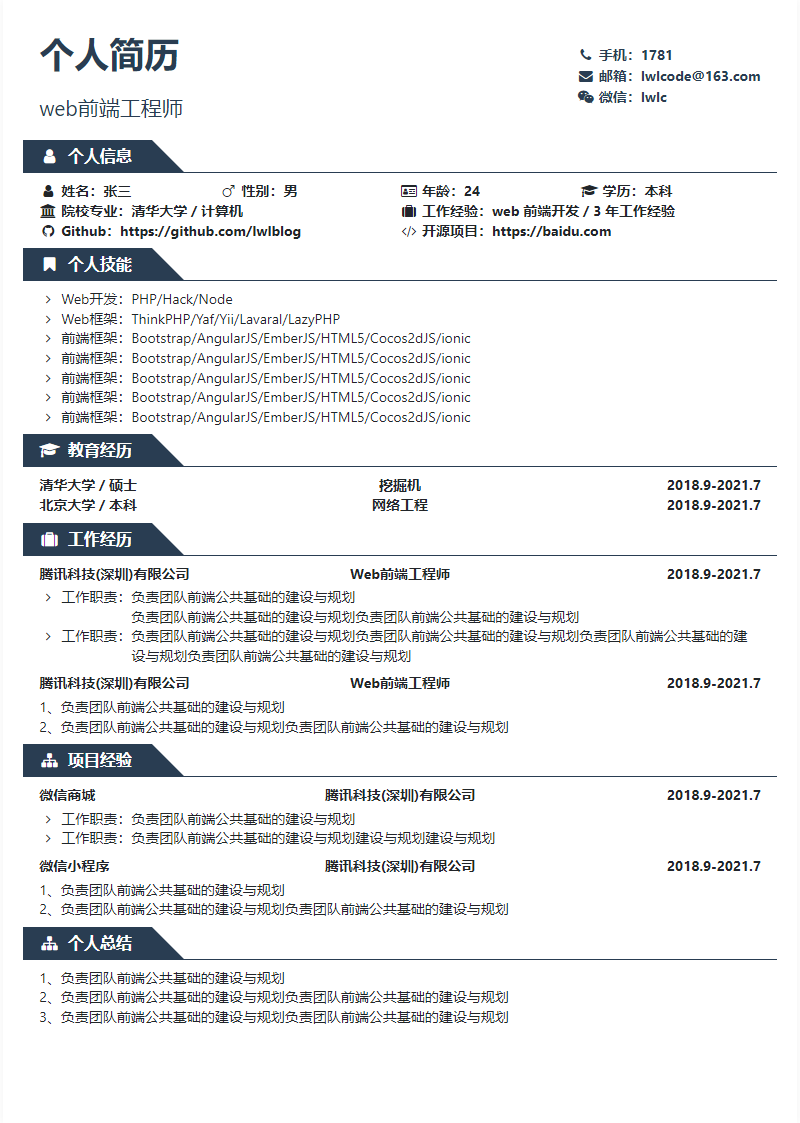 个人简历
web前端工程师
手机：1781
邮箱：lwlcode@163.com
微信：lwlc
个人信息
姓名：张三 性别：男 年龄：24 学历：本科
院校专业：清华大学 / 计算机 工作经验：web 前端开发 / 3 年工作经验
Github：https://github.com/lwlblog 开源项目：https://baidu.com
个人技能
Web开发：PHP/Hack/Node
Web框架：ThinkPHP/Yaf/Yii/Lavaral/LazyPHP
前端框架：Bootstrap/AngularJS/EmberJS/HTML5/Cocos2dJS/ionic
前端框架：Bootstrap/AngularJS/EmberJS/HTML5/Cocos2dJS/ionic
前端框架：Bootstrap/AngularJS/EmberJS/HTML5/Cocos2dJS/ionic
前端框架：Bootstrap/AngularJS/EmberJS/HTML5/Cocos2dJS/ionic
前端框架：Bootstrap/AngularJS/EmberJS/HTML5/Cocos2dJS/ionic
教育经历
清华大学 / 硕士 挖掘机 2018.9-2021.7
北京大学 / 本科 网络工程 2018.9-2021.7
工作经历
腾讯科技(深圳)有限公司 Web前端工程师 2018.9-2021.7
工作职责：负责团队前端公共基础的建设与规划
负责团队前端公共基础的建设与规划负责团队前端公共基础的建设与规划
工作职责：负责团队前端公共基础的建设与规划负责团队前端公共基础的建设与规划负责团队前端公共基础的建
设与规划负责团队前端公共基础的建设与规划
腾讯科技(深圳)有限公司 Web前端工程师 2018.9-2021.7
1、负责团队前端公共基础的建设与规划
2、负责团队前端公共基础的建设与规划负责团队前端公共基础的建设与规划
项目经验
微信商城 腾讯科技(深圳)有限公司 2018.9-2021.7
工作职责：负责团队前端公共基础的建设与规划
工作职责：负责团队前端公共基础的建设与规划建设与规划建设与规划
微信小程序 腾讯科技(深圳)有限公司 2018.9-2021.7
1、负责团队前端公共基础的建设与规划
2、负责团队前端公共基础的建设与规划负责团队前端公共基础的建设与规划
个人总结
1、负责团队前端公共基础的建设与规划
2、负责团队前端公共基础的建设与规划负责团队前端公共基础的建设与规划
3、负责团队前端公共基础的建设与规划负责团队前端公共基础的建设与规划